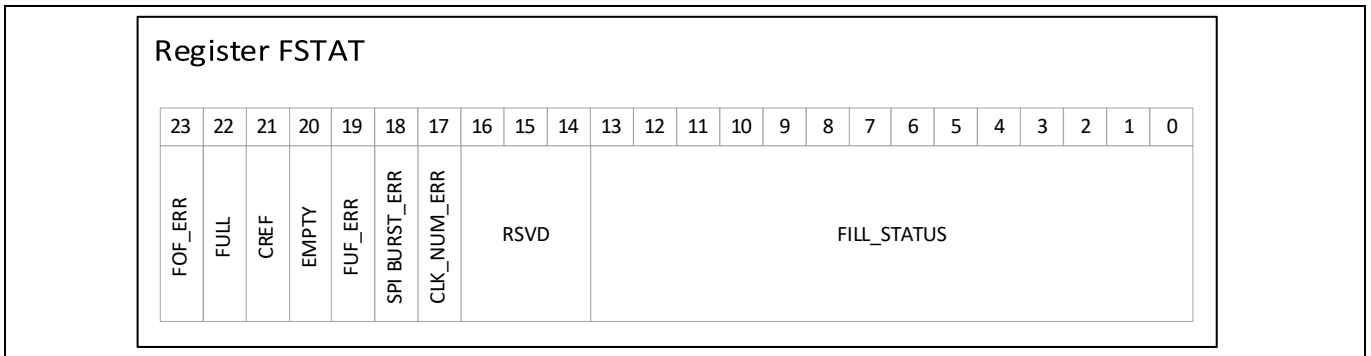 Register FSTAT
23 22 21 20 19 18 17 16 15 14 13 12 11 10 9 8 7 6 5 4 3 2 1 0
FOF_ERR
FULL
CREF
EMPTY
FUF_ERR
SPI BURST_ERR
CLK_NUM_ERR
RSVD
FILL_STATUS